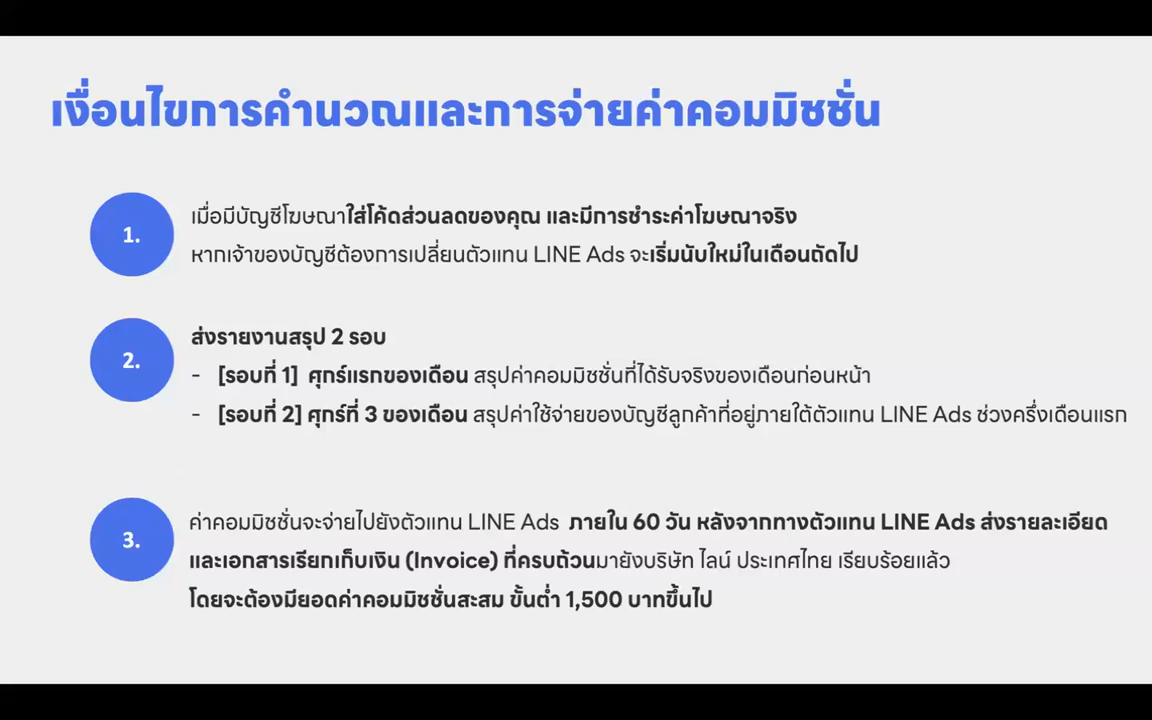 เงื่อนไขการคำนวณและการจ่ายค่าคอมมิชชั่น
1.
เมื่อมีบัญชีโฆษณาใส่โค้ดส่วนลดของคุณ และมีการชำระค่าโฆษณาจริง
หากเจ้าของบัญชีต้องการเปลี่ยนตัวแทน LINE Ads จะเริ่มนับใหม่ในเดือนถัดไป
2.
ส่งรายงานสรุป 2 รอบ
- [รอบที่ 1] ศุกร์แรกของเดือน สรุปค่าคอมมิชชั่นที่ได้รับจริงของเดือนก่อนหน้า
- [รอบที่ 2] ศุกร์ที่ 3 ของเดือน สรุปค่าใช้จ่ายของบัญชีลูกค้าที่อยู่ภายใต้ตัวแทน LINE Ads ช่วงครึ่งเดือนแรก
3.
ค่าคอมมิชชั่นจะจ่ายไปยังตัวแทน LINE Ads ภายใน 60 วัน หลังจากทางตัวแทน LINE Ads ส่งรายละเอียด
และเอกสารเรียกเก็บเงิน (Invoice) ที่ครบถ้วนมายังบริษัท ไลน์ ประเทศไทย เรียบร้อยแล้ว
โดยจะต้องมียอดค่าคอมมิชชั่นสะสม ขั้นต่ำ 1,500 บาทขึ้นไป